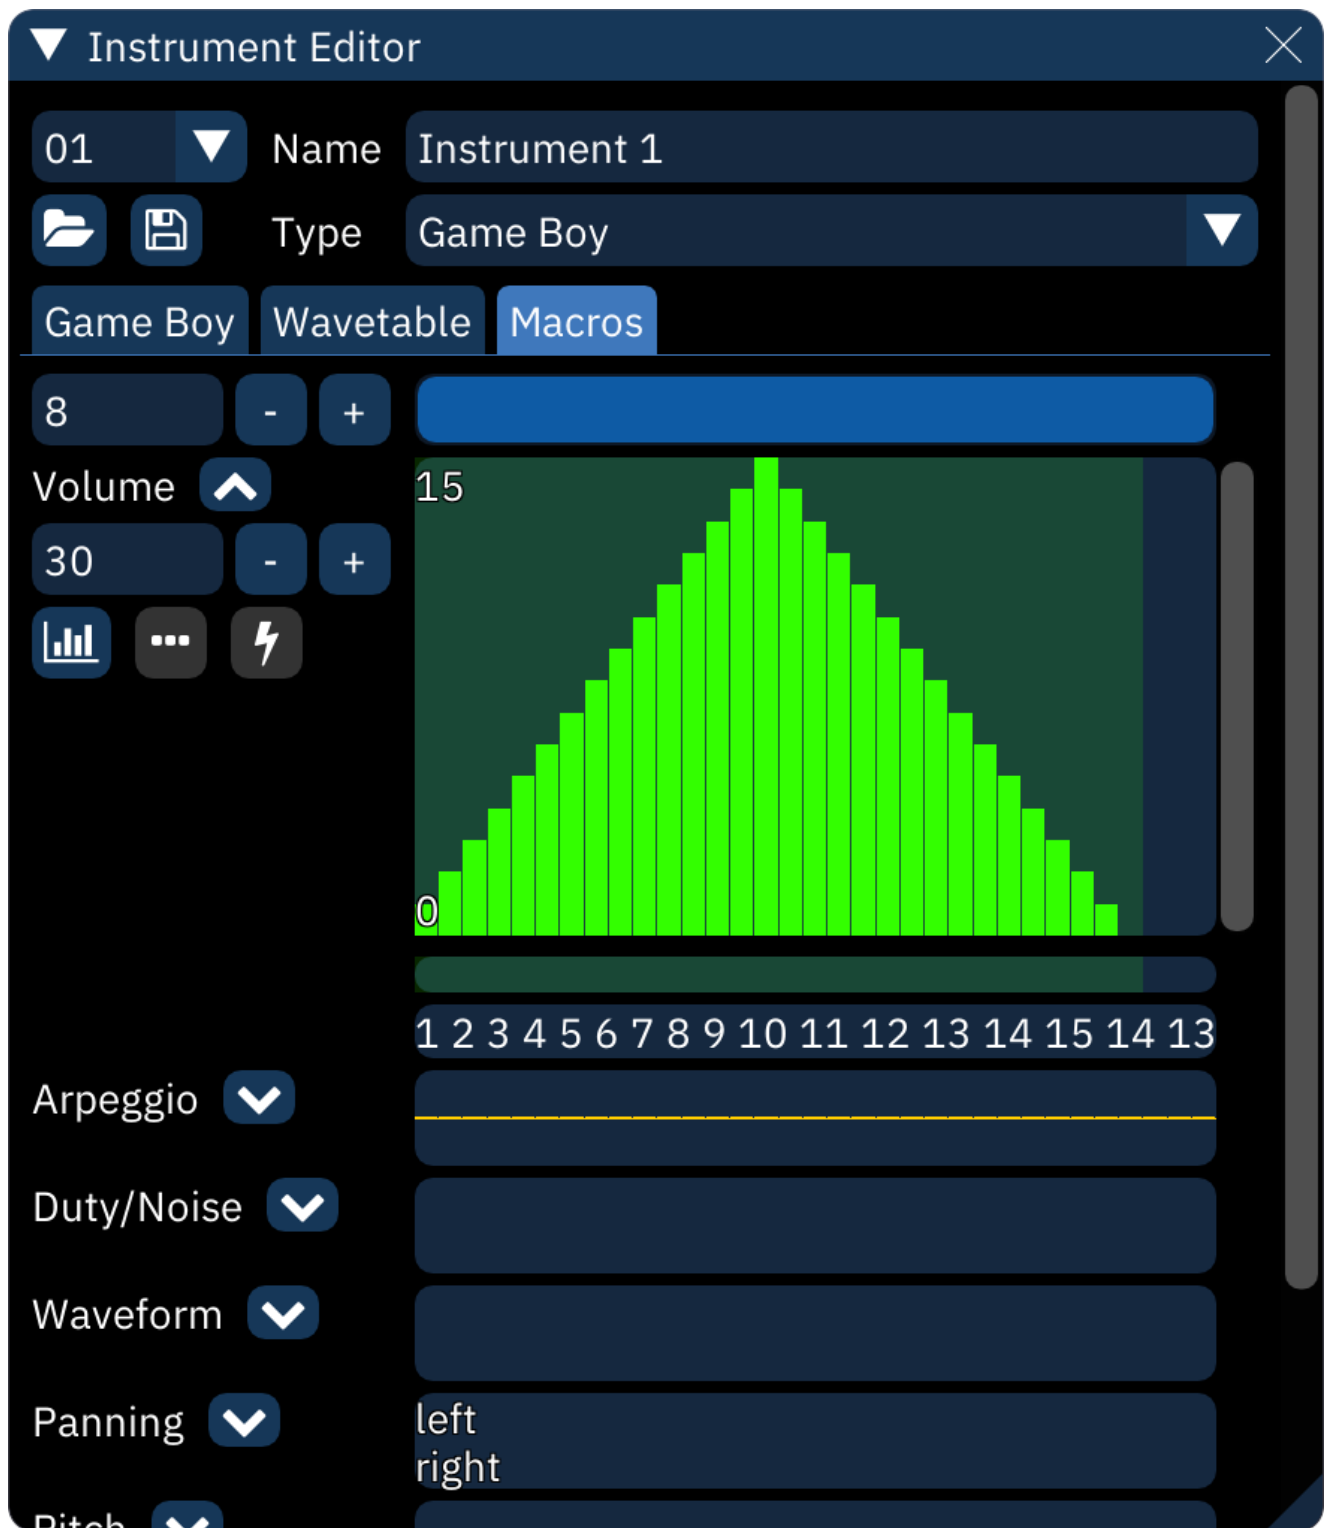 Instrument Editor
01 Name Instrument 1
Type Game Boy
Game Boy Wavetable Macros
8 - +
Volume 15
30 - +
0
1 2 3 4 5 6 7 8 9 10 11 12 13 14 15 14 13
Arpeggio
Duty/Noise
Waveform
Panning left
right
Pitch